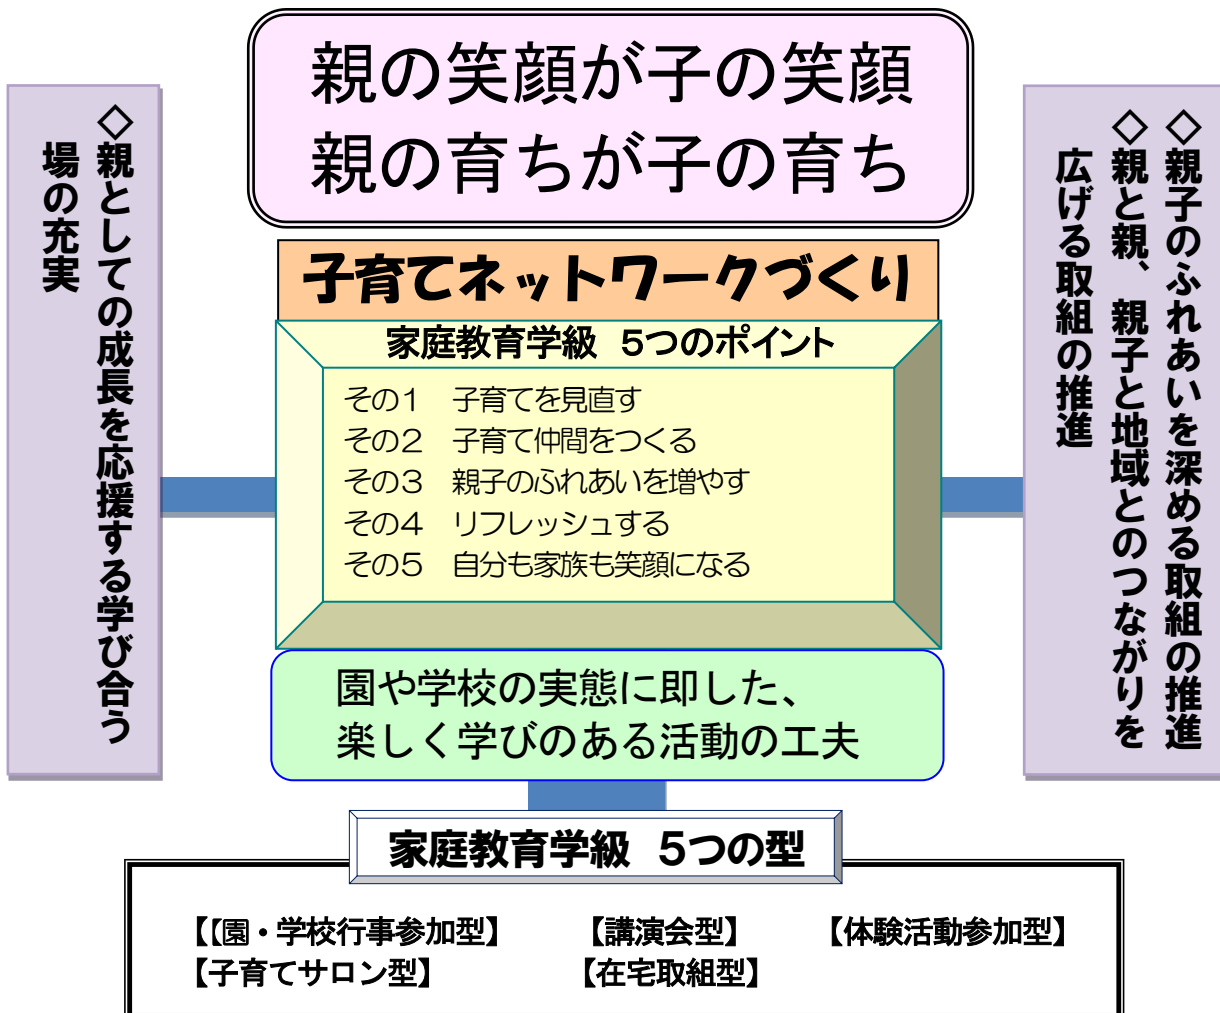 親の笑顔が子の笑顔
親の育ちが子の育ち
◇親子のふれあいを深める取組の推進
◇親と親、親子と地域とのつながりを
広げる取組の推進
◇親としての成長を応援する学び合う
場の充実
子育てネットワークづくり
家庭教育学級 5つのポイント
その1 子育てを見直す
その2 子育て仲間をつくる
その3 親子のふれあいを増やす
その4 リフレッシュする
その5 自分も家族も笑顔になる
園や学校の実態に即した、
楽しく学びのある活動の工夫
家庭教育学級 5つの型
【【園・学校行事参加型】 【講演会型】 【体験活動参加型】
【子育てサロン型】 【在宅取組型】